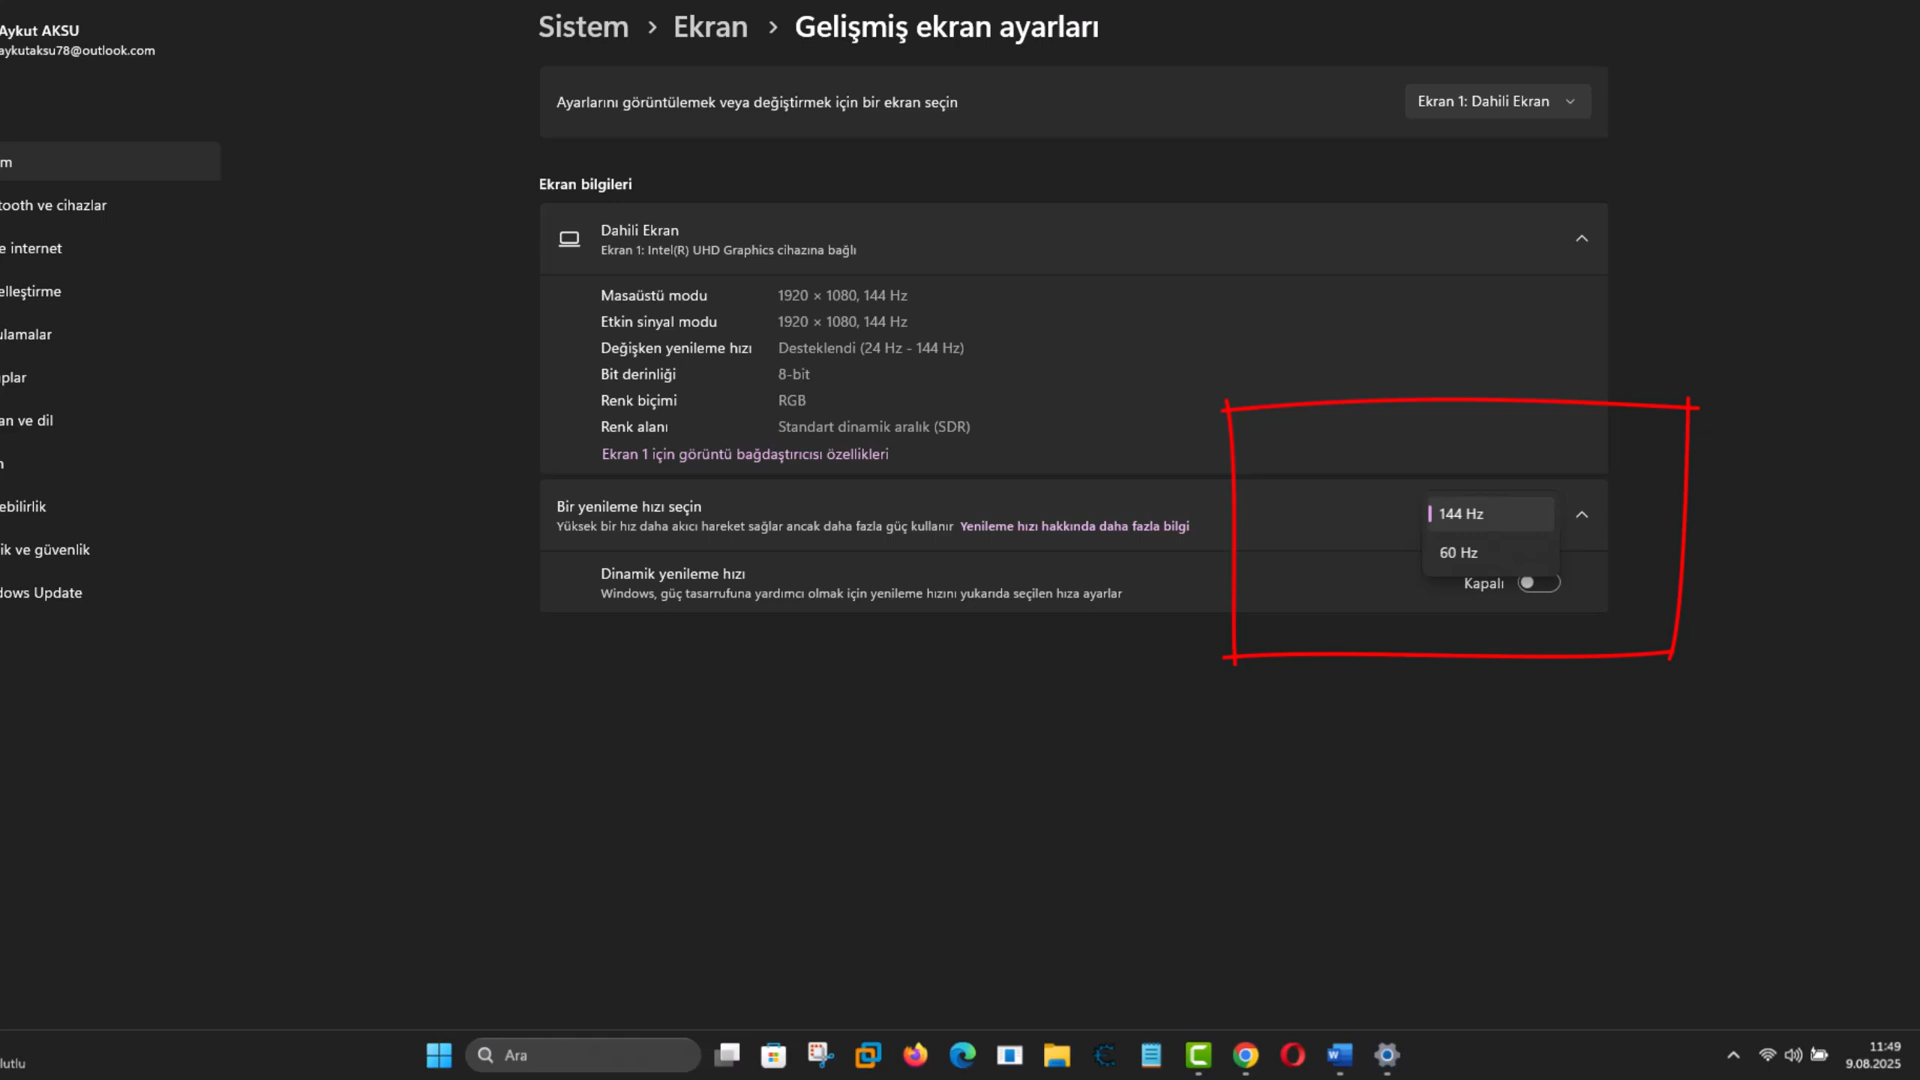 Aykut AKSU
aykutaksu78@outlook.com
Sistem > Ekran > Gelişmiş ekran ayarları
Ayarlarını görüntülemek veya değiştirmek için bir ekran seçin
Ekran 1: Dahili Ekran
m
tooth ve cihazlar
e internet
elleştirme
ulamalar
plar
an ve dil
n
ebilirlik
ik ve güvenlik
dows Update
Ekran bilgileri
Dahili Ekran
Ekran 1: Intel(R) UHD Graphics cihazına bağlı
Masaüstü modu 1920 × 1080, 144 Hz
Etkin sinyal modu 1920 × 1080, 144 Hz
Değişken yenileme hızı Desteklendi (24 Hz - 144 Hz)
Bit derinliği 8-bit
Renk biçimi RGB
Renk alanı Standart dinamik aralık (SDR)
Ekran 1 için görüntü bağdaştırıcısı özellikleri
Bir yenileme hızı seçin
Yüksek bir hız daha akıcı hareket sağlar ancak daha fazla güç kullanır Yenileme hızı hakkında daha fazla bilgi
144 Hz
60 Hz
Dinamik yenileme hızı
Windows, güç tasarrufuna yardımcı olmak için yenileme hızını yukarıda seçilen hıza ayarlar
Kapalı
lutlu
Ara
11:49
9.08.2025